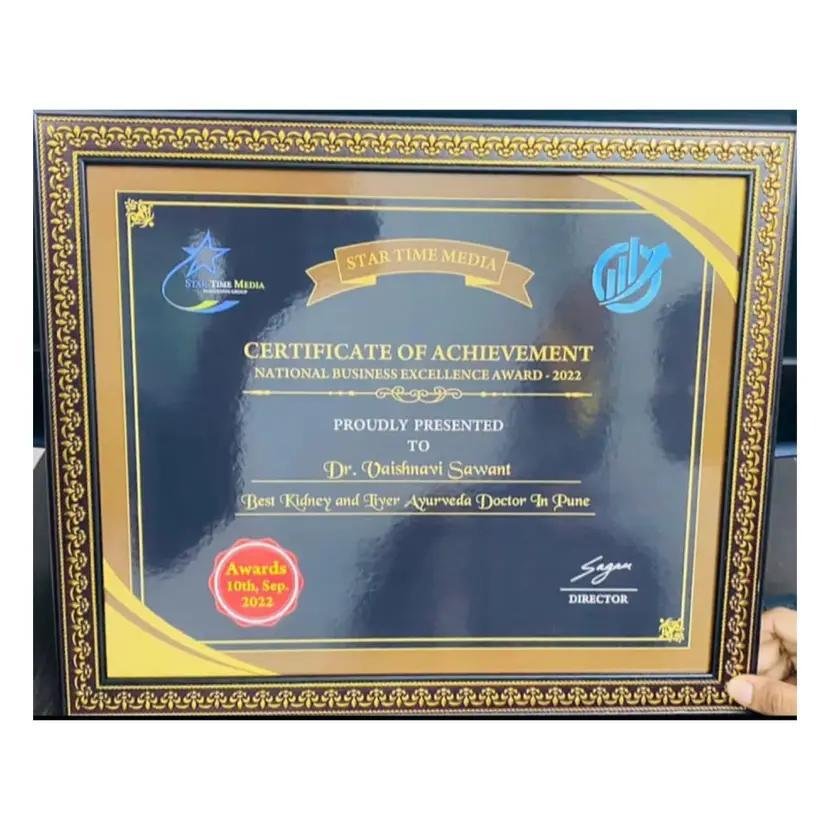 STAR TIME MEDIA
STAR TIME MEDIA
CERTIFICATE OF ACHIEVEMENT
NATIONAL BUSINESS EXCELLENCE AWARD - 2022
PROUDLY PRESENTED
TO
Dr. Vaishnavi Sawant
Best Kidney and Liver Ayurveda Doctor In Pune
Awards
10th, Sep.
2022
Sagar
DIRECTOR